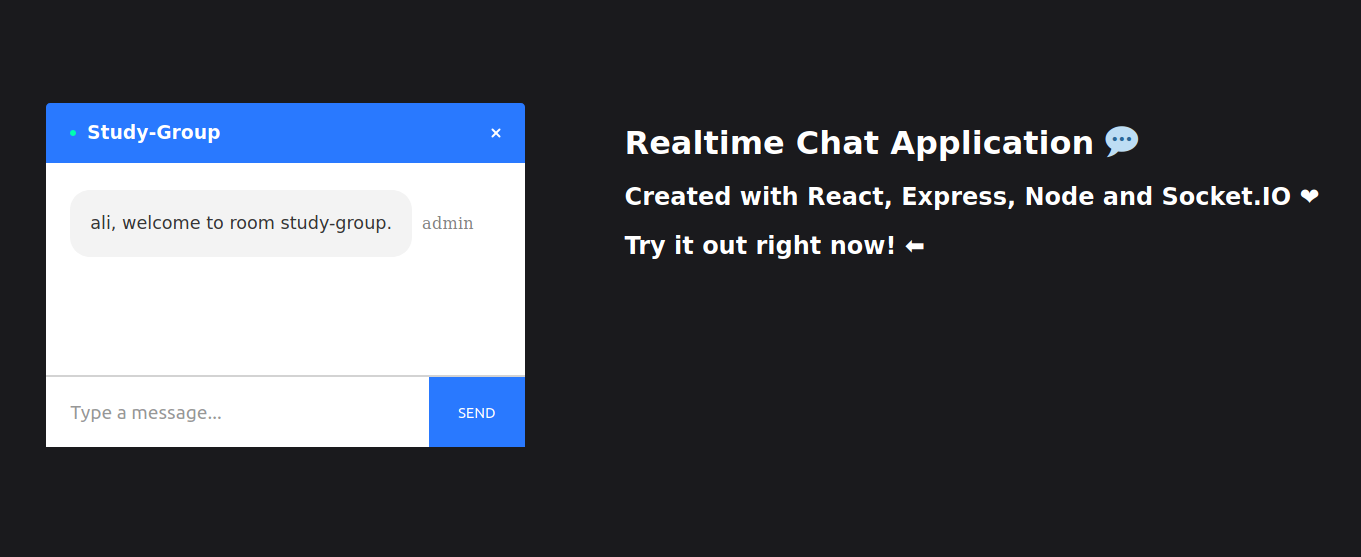 Study-Group
ali, welcome to room study-group. admin
Type a message...
SEND
Realtime Chat Application 💬
Created with React, Express, Node and Socket.IO ❤
Try it out right now! ⬅